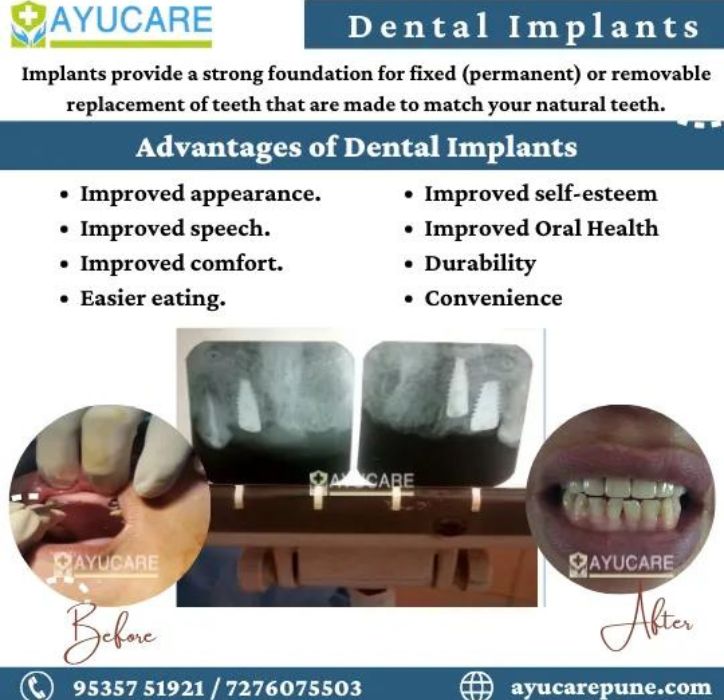 AYUCARE
Dental Implants
Implants provide a strong foundation for fixed (permanent) or removable
replacement of teeth that are made to match your natural teeth.
Advantages of Dental Implants
• Improved appearance.
• Improved speech.
• Improved comfort.
• Easier eating.
• Improved self-esteem
• Improved Oral Health
• Durability
• Convenience
AYUCARE
AYUCARE
AYUCARE
Before
After
95357 51921 / 7276075503
ayucarepune.com